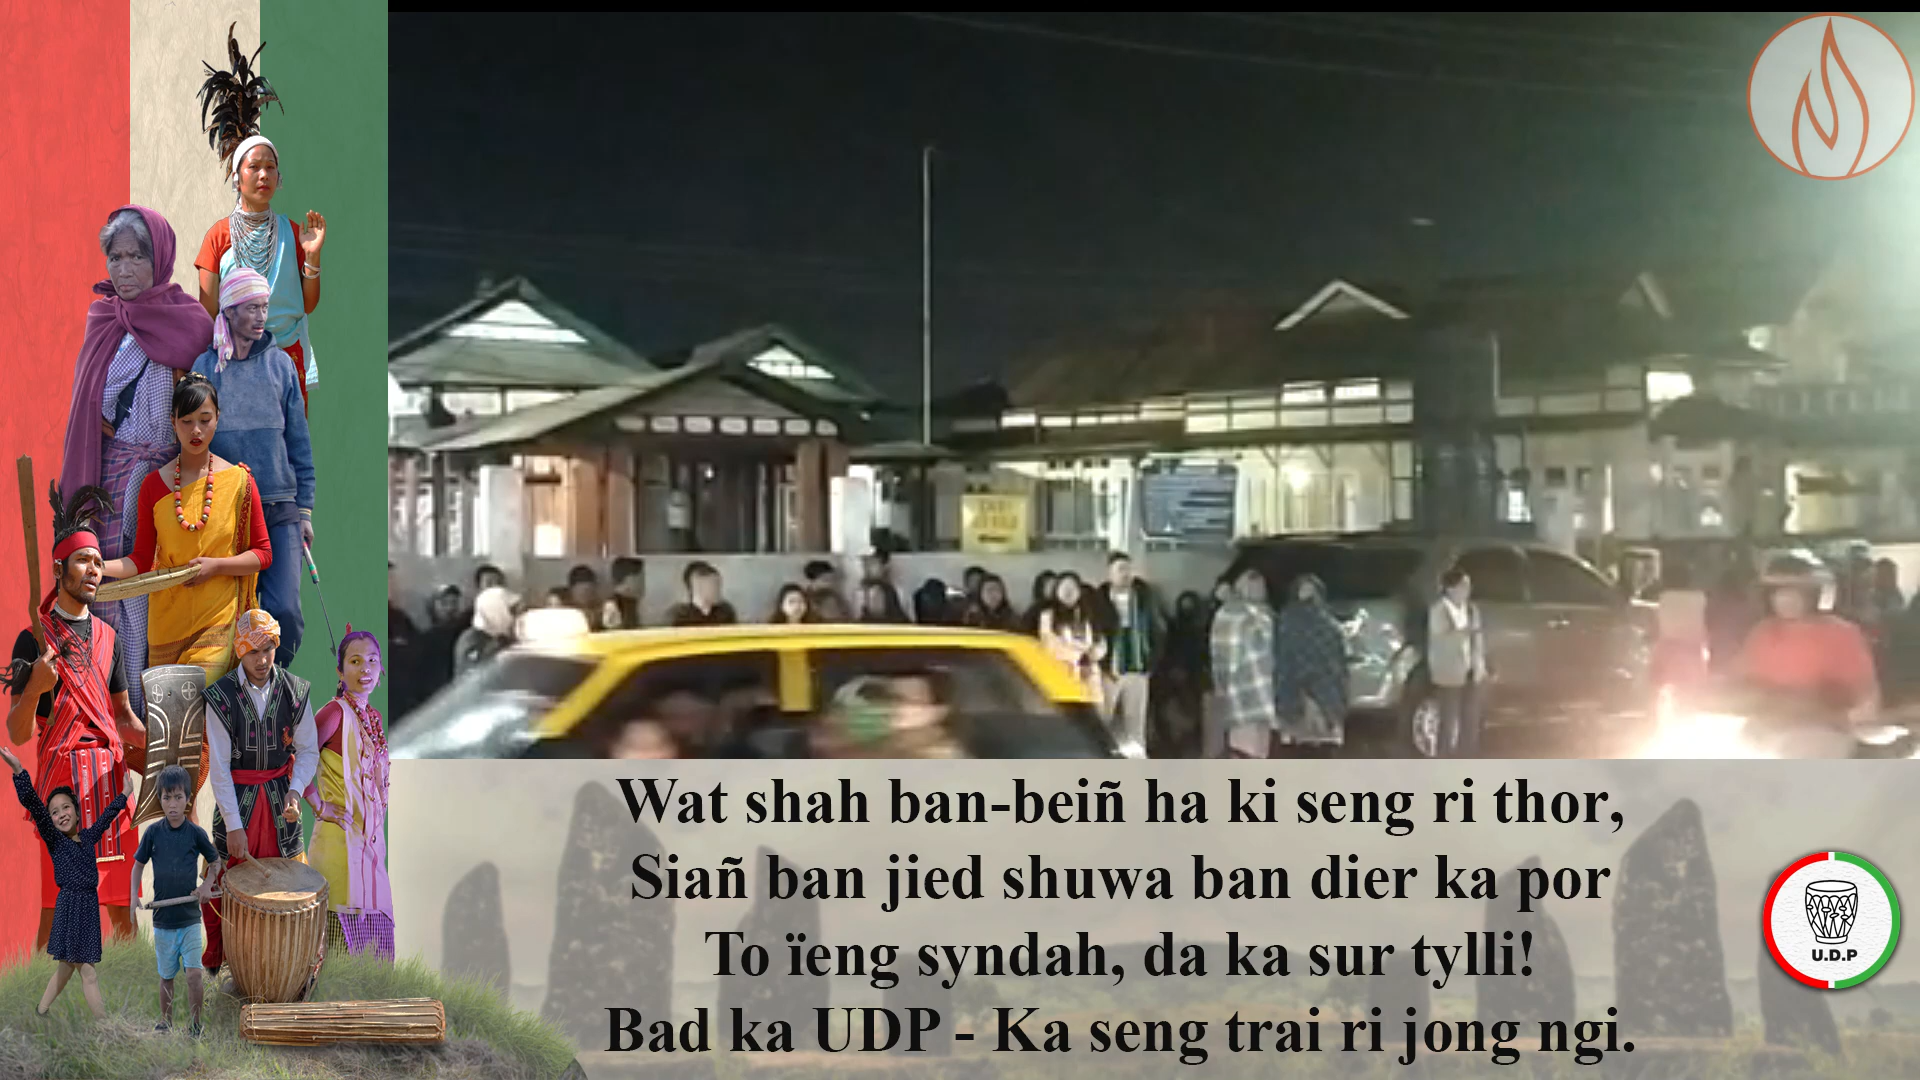 Wat shah ban-beiñ ha ki seng ri thor,
Siañ ban jied shuwa ban dier ka por
To ïeng syndah, da ka sur tylli!
Bad ka UDP - Ka seng trai ri jong ngi.
U.D.P